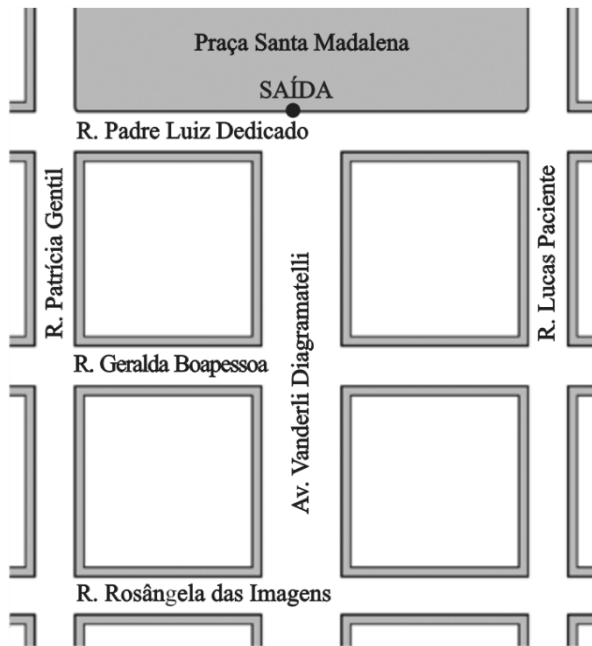 Praça Santa Madalena
SAÍDA
R. Padre Luiz Dedicado
R. Patrícia Gentil
R. Lucas Paciente
Av. Vanderli Diagramatelli
R. Geralda Boapessoa
R. Rosângela das Imagens